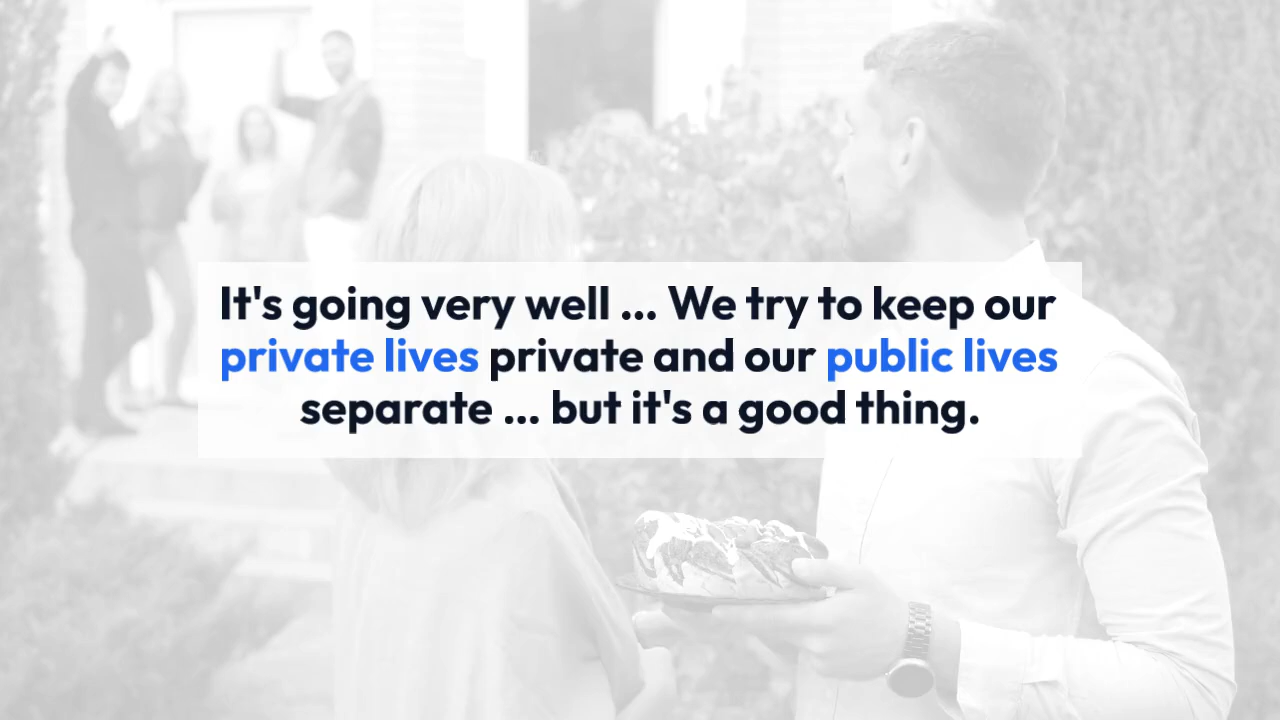 It's going very well ... We try to keep our
private lives private and our public lives
separate ... but it's a good thing.